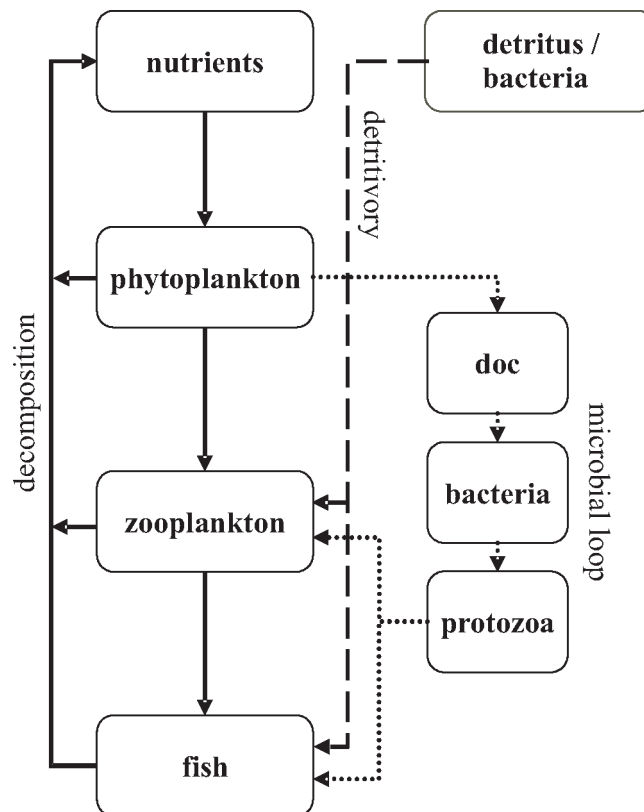 nutrients
detritus /
bacteria
detritivory
phytoplankton
doc
decomposition
microbial loop
bacteria
zooplankton
protozoa
fish